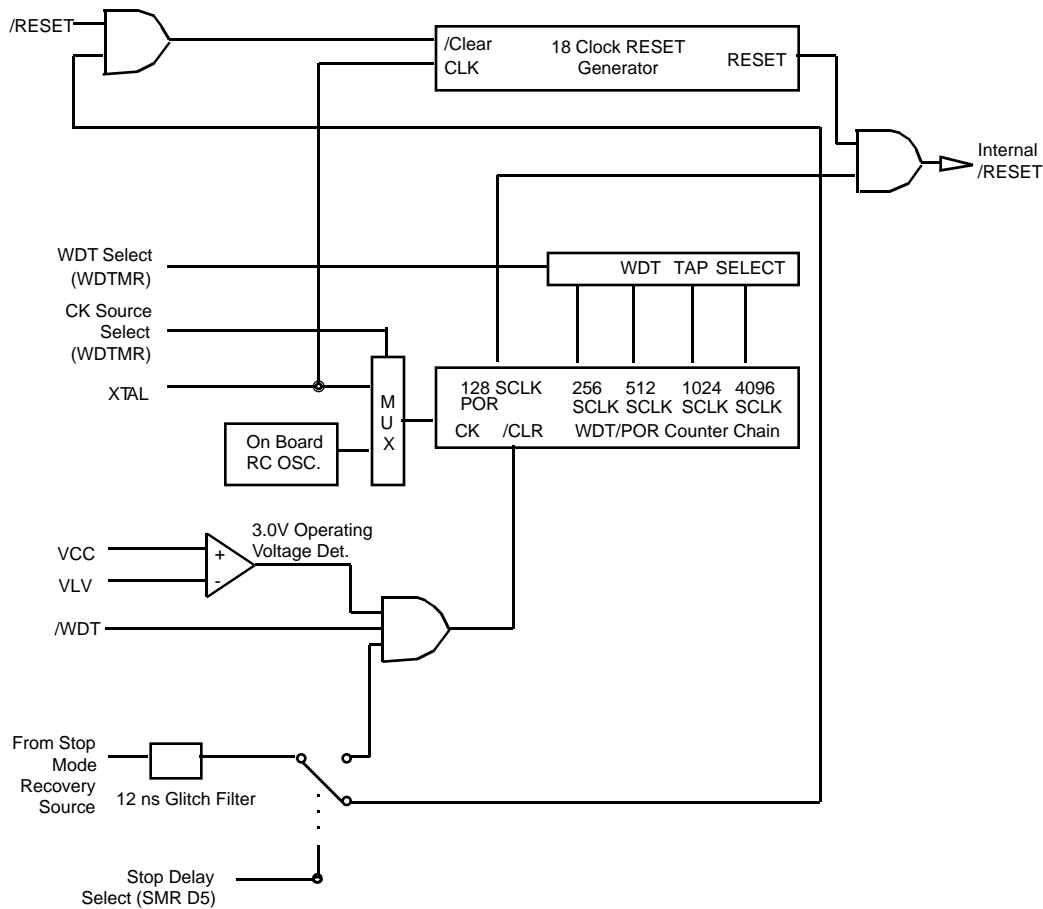 /RESET
/Clear
CLK
18 Clock RESET
Generator
RESET
Internal
/RESET
WDT Select
(WDTMR)
WDT TAP SELECT
CK Source
Select
(WDTMR)
XTAL
M
U
X
128 SCLK
POR
256
SCLK
512
SCLK
1024
SCLK
4096
SCLK
CK
/CLR
WDT/POR Counter Chain
On Board
RC OSC.
3.0V Operating
Voltage Det.
VCC
+
VLV
-
/WDT
From Stop
Mode
Recovery
Source
12 ns Glitch Filter
Stop Delay
Select (SMR D5)